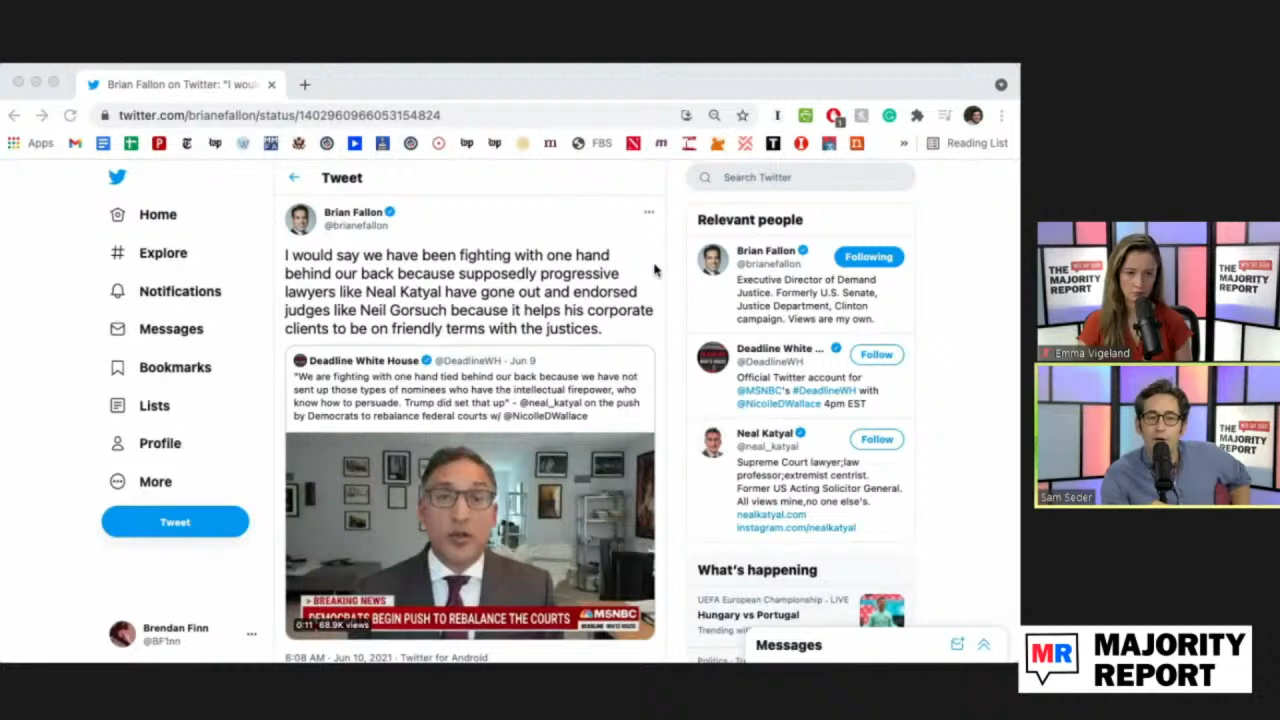 Brian Fallon on Twitter: "I woul
twitter.com/brianefallon/status/1402960966053154824
Apps
FBS
Reading List
Home
Explore
Notifications
Messages
Bookmarks
Lists
Profile
More
Tweet
Brendan Finn
@BF1nn
Tweet
Brian Fallon
@brianefallon
I would say we have been fighting with one hand
behind our back because supposedly progressive
lawyers like Neal Katyal have gone out and endorsed
judges like Neil Gorsuch because it helps his corporate
clients to be on friendly terms with the justices.
Deadline White House @DeadlineWH · Jun 9
"We are fighting with one hand tied behind our back because we have not
sent up those types of nominees who have the intellectual firepower, who
know how to persuade. Trump did set that up" - @neal_katyal on the push
by Democrats to rebalance federal courts w/ @NicolleDWallace
> BREAKING NEWS
DEMOCRATS BEGIN PUSH TO REBALANCE THE COURTS
MSNBC
DEADLINE WHITE HOUSE
0:11 68.9K views
6:08 AM · Jun 10, 2021 · Twitter for Android
Search Twitter
Relevant people
Brian Fallon
@brianefallon
Following
Executive Director of Demand
Justice. Formerly U.S. Senate,
Justice Department, Clinton
campaign. Views are my own.
Deadline White ...
@DeadlineWH
Follow
Official Twitter account for
@MSNBC's #DeadlineWH with
@NicolleDWallace 4pm EST
Neal Katyal
@neal_katyal
Follow
Supreme Court lawyer;law
professor;extremist centrist.
Former US Acting Solicitor General.
All views mine,no one else's.
nealkatyal.com
instagram.com/nealkatyal
What's happening
UEFA European Championship · LIVE
Hungary vs Portugal
Trending with
Politics · Tr
Messages
THE
MAJORITY
REPORT
THE
MAJORITY
REPORT
Emma Vigeland
THE
MAJORITY
REPORT
Sam Seder
MR
MAJORITY
REPORT